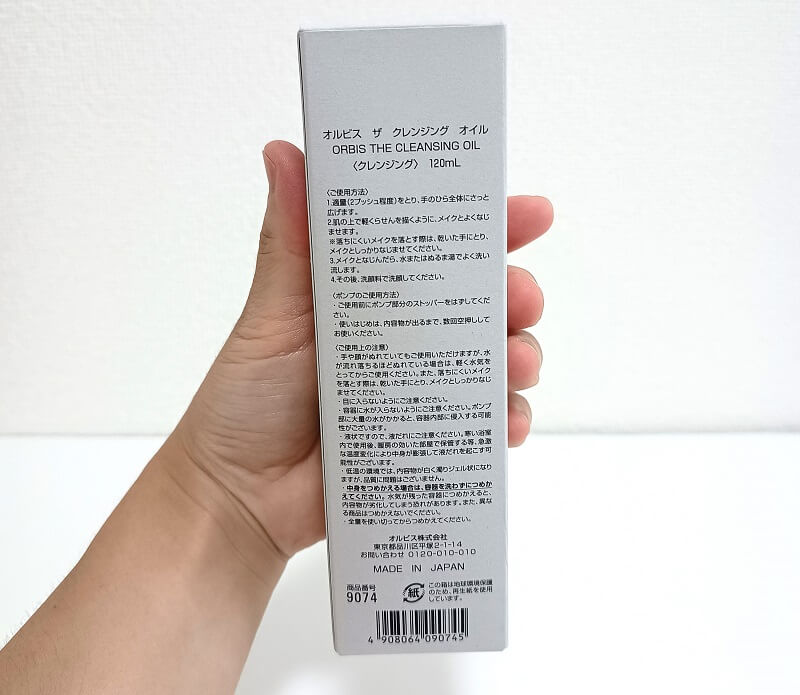 オルビス ザ クレンジング オイル
ORBIS THE CLEANSING OIL
〈クレンジング〉 120mL
〈ご使用方法〉
1.適量(2プッシュ程度)をとり、手のひら全体にさっと
広げます。
2.肌の上で軽くらせんを描くように、メイクとよくなじ
ませます。
※落ちにくいメイクを落とす際は、乾いた手にとり、
メイクとしっかりなじませてください。
3.メイクとなじんだら、水またはぬるま湯でよく洗い
流します。
4.その後、洗顔料で洗顔してください。
〈ポンプのご使用方法〉
・ご使用前にポンプ部分のストッパーをはずしてくだ
さい。
・使いはじめは、内容物が出るまで、数回空押しして
お使いください。
〈ご使用上の注意〉
・手や顔がぬれていてもご使用いただけますが、水
が流れ落ちるほどぬれている場合は、軽く水気を
とってからご使用ください。また、落ちにくいメイク
を落とす際は、乾いた手にとり、メイクとしっかりなじ
ませてください。
・目に入らないようにご注意ください。
・容器に水が入らないようにご注意ください。ポンプ
部に大量の水がかかると、容器内部に侵入する可能
性がございます。
・液状ですので、液だれにご注意ください。寒い浴室
内で使用後、暖房の効いた部屋で保管する等、急激
な温度変化により中身が膨張して液だれを起こす可
能性がございます。
・低温の環境では、内容物が白く濁りジェル状になり
ますが、品質に問題はございません。
・中身をつめかえる場合は、容器を洗わずにつめか
えてください。水気が残った容器につめかえると、
内容物が劣化してしまう恐れがあります。また、異な
る商品はつめかえないでください。
・全量を使い切ってからつめかえてください。
オルビス株式会社
東京都品川区平塚2-1-14
お問い合わせ 0120-010-010
MADE IN JAPAN
商品番号
9074
紙
この箱は地球環境保護
のため、再生紙を使用
しています。
4 908064 090745